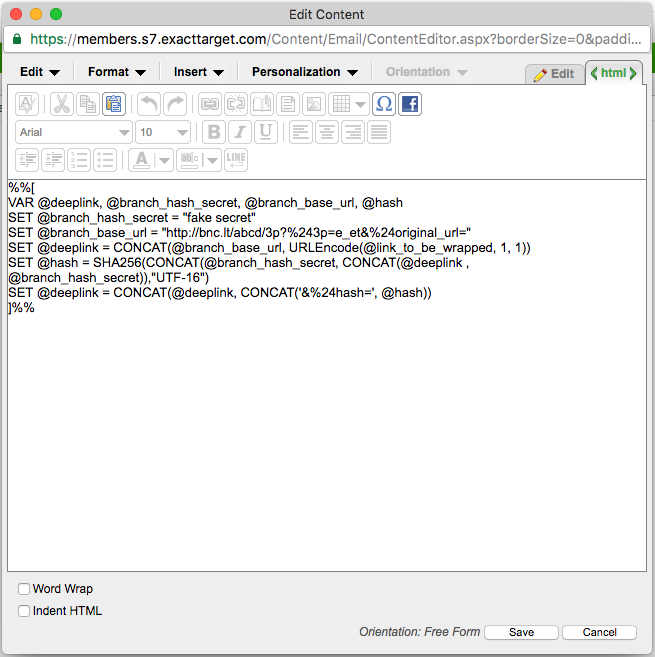 Edit Content
https://members.s7.exacttarget.com/Content/Email/ContentEditor.aspx?borderSize=0&paddi...
Edit Format Insert Personalization Orientation Edit html
Arial 10 B I U
A abc LINE
%%[
VAR @deeplink, @branch_hash_secret, @branch_base_url, @hash
SET @branch_hash_secret = "fake secret"
SET @branch_base_url = "http://bnc.lt/abcd/3p?%243p=e_et&%24original_url="
SET @deeplink = CONCAT(@branch_base_url, URLEncode(@link_to_be_wrapped, 1, 1))
SET @hash = SHA256(CONCAT(@branch_hash_secret, CONCAT(@deeplink ,
@branch_hash_secret)),"UTF-16")
SET @deeplink = CONCAT(@deeplink, CONCAT('&%24hash=', @hash))
]%%
Word Wrap
Indent HTML
Orientation: Free Form Save Cancel